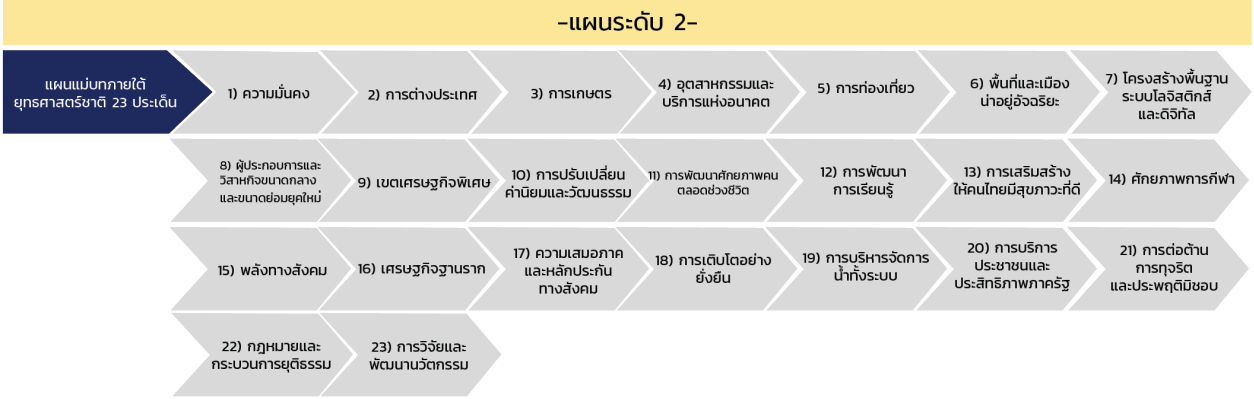 -แผนระดับ 2-
แผนแม่บทภายใต้
ยุทธศาสตร์ชาติ 23 ประเด็น
1) ความมั่นคง
2) การต่างประเทศ
3) การเกษตร
4) อุตสาหกรรมและ
บริการแห่งอนาคต
5) การท่องเที่ยว
6) พื้นที่และเมือง
น่าอยู่อัจฉริยะ
7) โครงสร้างพื้นฐาน
ระบบโลจิสติกส์
และดิจิทัล
8) ผู้ประกอบการและ
วิสาหกิจขนาดกลาง
และขนาดย่อมยุคใหม่
9) เขตเศรษฐกิจพิเศษ
10) การปรับเปลี่ยน
ค่านิยมและวัฒนธรรม
11) การพัฒนาศักยภาพคน
ตลอดช่วงชีวิต
12) การพัฒนา
การเรียนรู้
13) การเสริมสร้าง
ให้คนไทยมีสุขภาวะที่ดี
14) ศักยภาพการกีฬา
15) พลังทางสังคม
16) เศรษฐกิจฐานราก
17) ความเสมอภาค
และหลักประกัน
ทางสังคม
18) การเติบโตอย่าง
ยั่งยืน
19) การบริหารจัดการ
น้ำทั้งระบบ
20) การบริการ
ประชาชนและ
ประสิทธิภาพภาครัฐ
21) การต่อต้าน
การทุจริต
และประพฤติมิชอบ
22) กฎหมายและ
กระบวนการยุติธรรม
23) การวิจัยและ
พัฒนานวัตกรรม